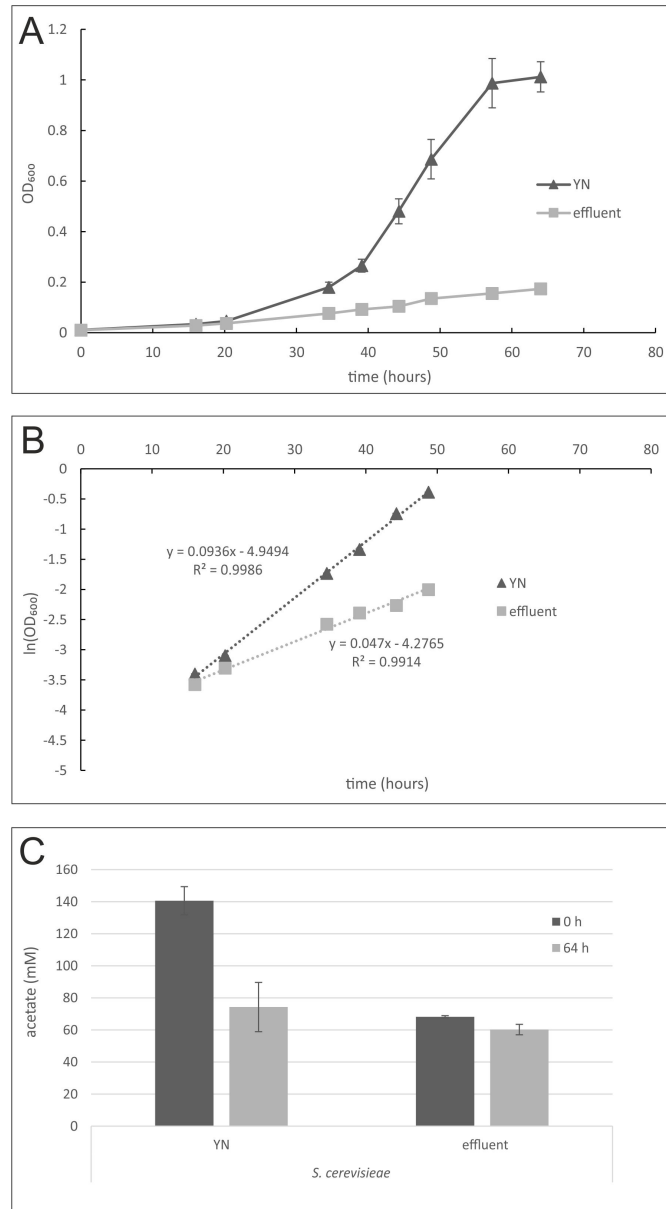 A
1.2
1
0.8
0.6
0.4
0.2
0
OD₆₀₀
0 10 20 30 40 50 60 70 80
time (hours)
YN
effluent
B
0 10 20 30 40 50 60 70 80
0
-0.5
-1
-1.5
-2
-2.5
-3
-3.5
-4
-4.5
-5
ln(OD₆₀₀)
y = 0.0936x - 4.9494
R² = 0.9986
YN
effluent
y = 0.047x - 4.2765
R² = 0.9914
time (hours)
C
160
140
120
100
80
60
40
20
0
acetate (mM)
0 h
64 h
YN effluent
S. cerevisieae